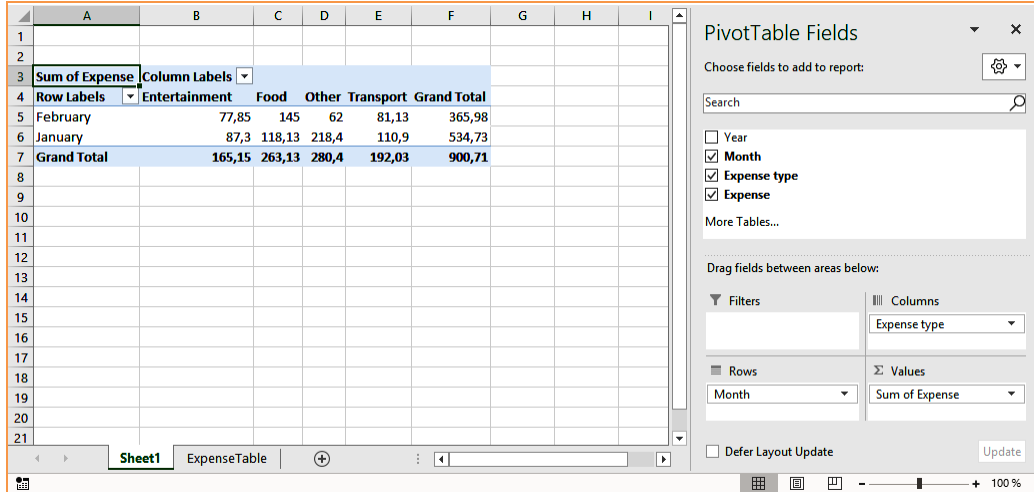 A B C D E F G H I
1
2
3 Sum of Expense Column Labels
4 Row Labels Entertainment Food Other Transport Grand Total
5 February 77,85 145 62 81,13 365,98
6 January 87,3 118,13 218,4 110,9 534,73
7 Grand Total 165,15 263,13 280,4 192,03 900,71
8
9
10
11
12
13
14
15
16
17
18
19
20
21
Sheet1 ExpenseTable
PivotTable Fields
Choose fields to add to report:
Search
Year
Month
Expense type
Expense
More Tables...
Drag fields between areas below:
Filters
Columns
Expense type
Rows
Σ Values
Month
Sum of Expense
Defer Layout Update
Update
100 %